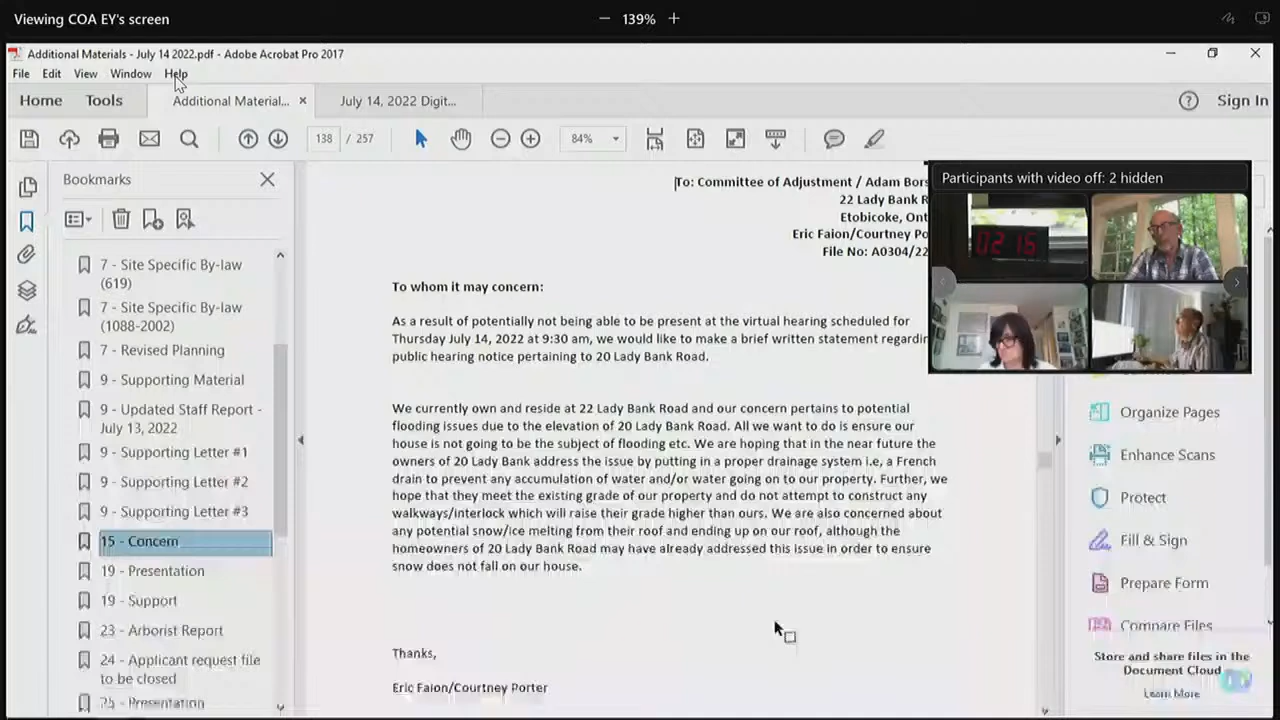 Viewing COA EY's screen
— 139% +
Additional Materials - July 14 2022.pdf - Adobe Acrobat Pro 2017
File Edit View Window Help
Home Tools Additional Material... × July 14, 2022 Digit... Sign In
138 / 257 84%
Bookmarks
7 - Site Specific By-law
(619)
7 - Site Specific By-law
(1088-2002)
7 - Revised Planning
9 - Supporting Material
9 - Updated Staff Report -
July 13, 2022
9 - Supporting Letter #1
9 - Supporting Letter #2
9 - Supporting Letter #3
15 - Concern
19 - Presentation
19 - Support
23 - Arborist Report
24 - Applicant request file
to be closed
25 - Presentation
To: Committee of Adjustment / Adam Bors
22 Lady Bank R
Etobicoke, Ont
Eric Faion/Courtney Po
File No: A0304/22
To whom it may concern:
As a result of potentially not being able to be present at the virtual hearing scheduled for
Thursday July 14, 2022 at 9:30 am, we would like to make a brief written statement regardin
public hearing notice pertaining to 20 Lady Bank Road.
We currently own and reside at 22 Lady Bank Road and our concern pertains to potential
flooding issues due to the elevation of 20 Lady Bank Road. All we want to do is ensure our
house is not going to be the subject of flooding etc. We are hoping that in the near future the
owners of 20 Lady Bank address the issue by putting in a proper drainage system i.e, a French
drain to prevent any accumulation of water and/or water going on to our property. Further, we
hope that they meet the existing grade of our property and do not attempt to construct any
walkways/interlock which will raise their grade higher than ours. We are also concerned about
any potential snow/ice melting from their roof and ending up on our roof, although the
homeowners of 20 Lady Bank Road may have already addressed this issue in order to ensure
snow does not fall on our house.
Thanks,
Eric Faion/Courtney Porter
Participants with video off: 2 hidden
02 16
Organize Pages
Enhance Scans
Protect
Fill & Sign
Prepare Form
Compare Files
Store and share files in the
Document Cloud
Learn More